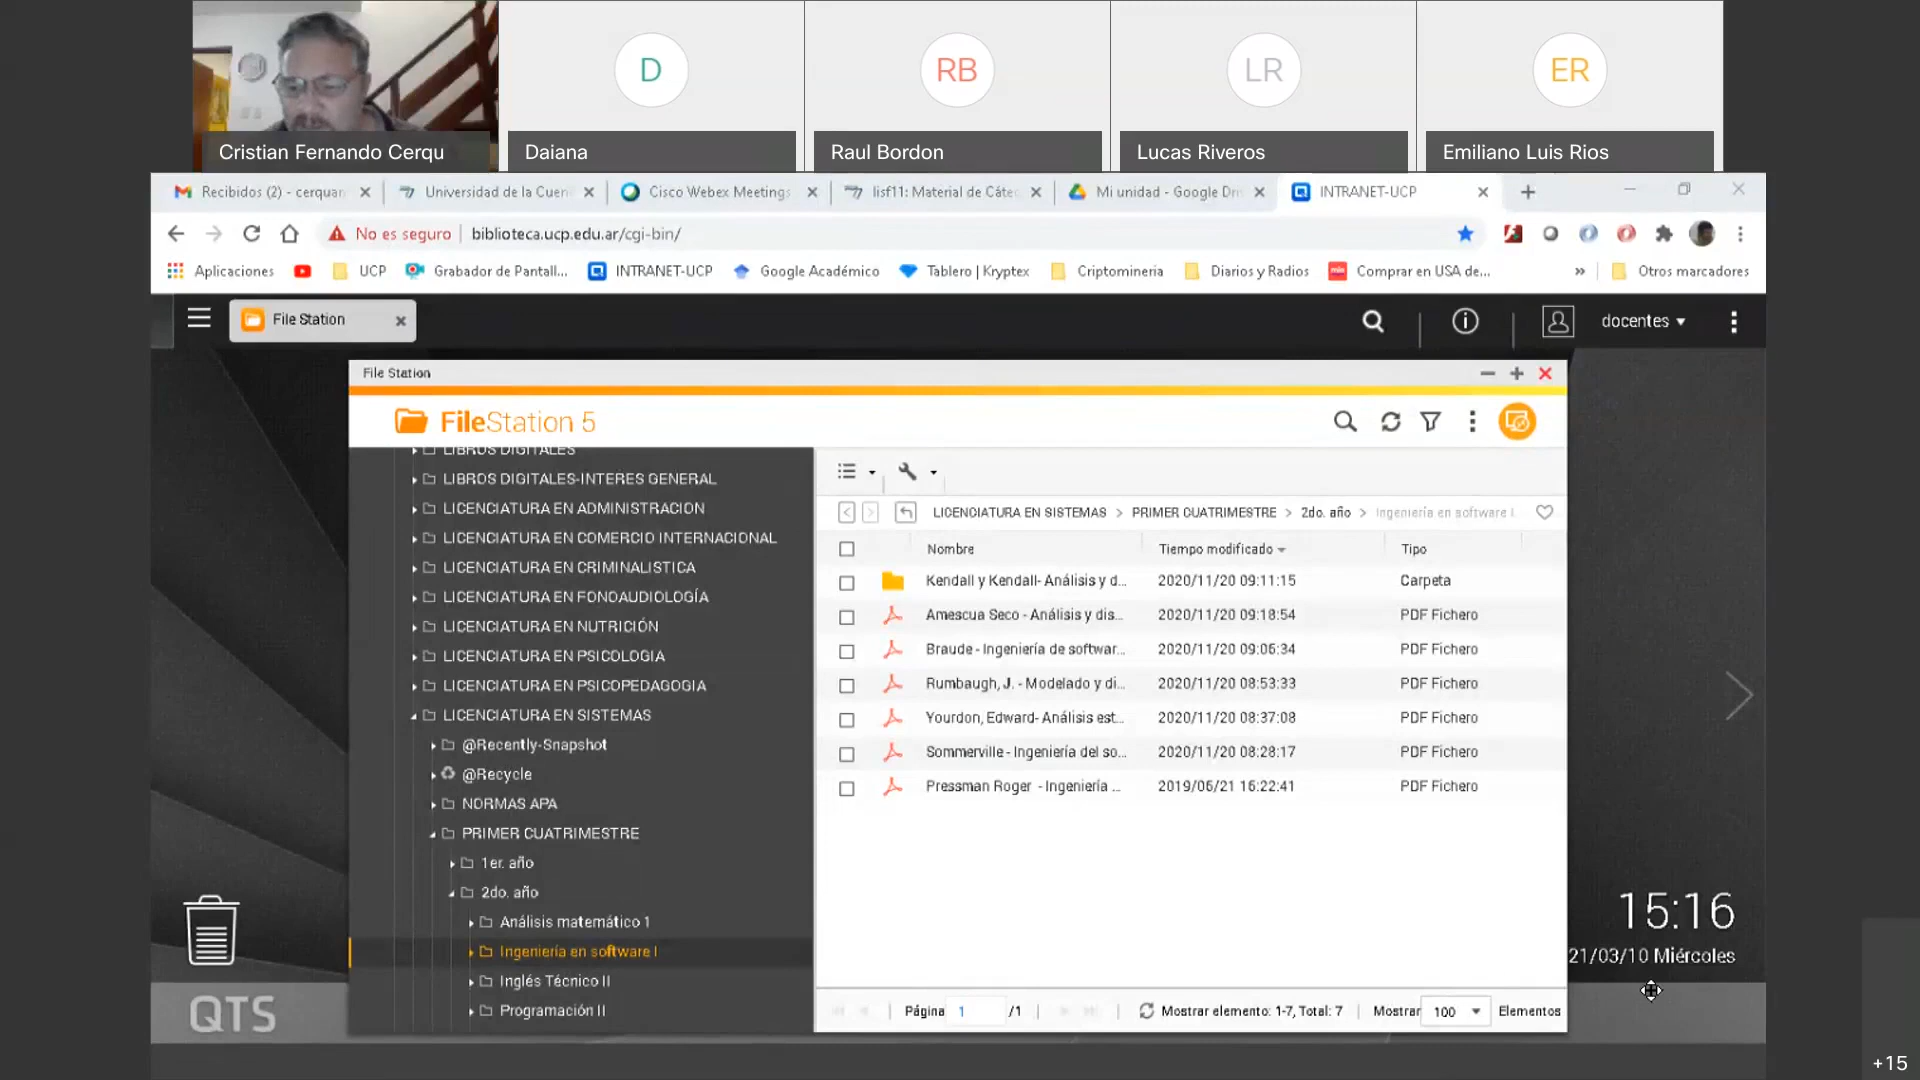 D
RB
LR
ER
Cristian Fernando Cerqu
Daiana
Raul Bordon
Lucas Riveros
Emiliano Luis Rios
Recibidos (2) - cerquan
Universidad de la Cuen
Cisco Webex Meetings
lisf11: Material de Cátec
Mi unidad - Google Dri
INTRANET-UCP
No es seguro
biblioteca.ucp.edu.ar/cgi-bin/
Aplicaciones
UCP
Grabador de Pantall...
INTRANET-UCP
Google Académico
Tablero | Kryptex
Criptomineria
Diarios y Radios
Comprar en USA de...
»
Otros marcadores
File Station
docentes
File Station
FileStation 5
LIBROS DIGITALES
LIBROS DIGITALES-INTERES GENERAL
LICENCIATURA EN ADMINISTRACION
LICENCIATURA EN COMERCIO INTERNACIONAL
LICENCIATURA EN CRIMINALISTICA
LICENCIATURA EN FONOAUDIOLOGÍA
LICENCIATURA EN NUTRICIÓN
LICENCIATURA EN PSICOLOGIA
LICENCIATURA EN PSICOPEDAGOGIA
LICENCIATURA EN SISTEMAS
@Recently-Snapshot
@Recycle
NORMAS APA
PRIMER CUATRIMESTRE
1er. año
2do. año
Análisis matemático 1
Ingeniería en software I
Inglés Técnico II
Programación II
LICENCIATURA EN SISTEMAS > PRIMER CUATRIMESTRE > 2do. año > Ingeniería en software I
Nombre Tiempo modificado Tipo
Kendall y Kendall- Análisis y d... 2020/11/20 09:11:15 Carpeta
Amescua Seco - Análisis y dis... 2020/11/20 09:18:54 PDF Fichero
Braude - Ingeniería de softwar... 2020/11/20 09:06:34 PDF Fichero
Rumbaugh, J. - Modelado y di... 2020/11/20 08:53:33 PDF Fichero
Yourdon, Edward- Análisis est... 2020/11/20 08:37:08 PDF Fichero
Sommerville - Ingeniería del so... 2020/11/20 08:28:17 PDF Fichero
Pressman Roger - Ingeniería ... 2019/06/21 16:22:41 PDF Fichero
Página 1 /1
Mostrar elemento: 1-7, Total: 7
Mostrar 100 Elementos
15:16
21/03/10 Miércoles
QTS
+15